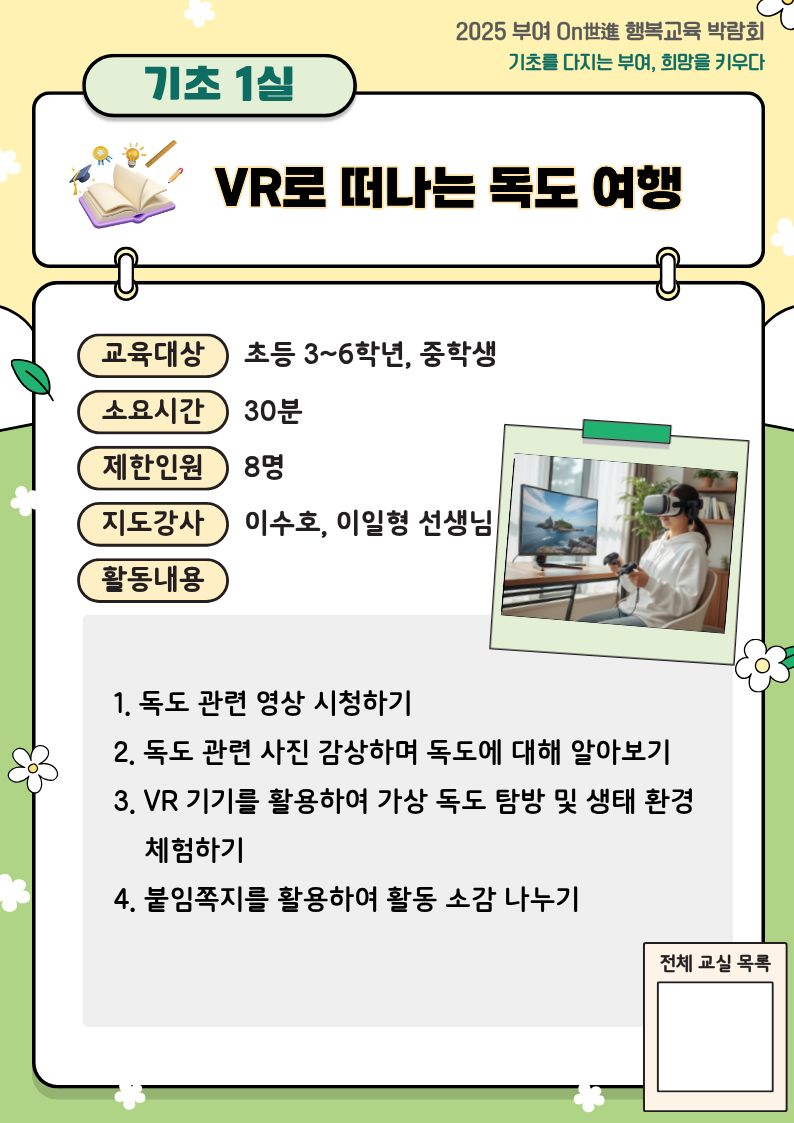 2025 부여 On世進 행복교육 박람회
기초를 다지는 부여, 희망을 키우다
기초 1실
VR로 떠나는 독도 여행
교육대상 초등 3~6학년, 중학생
소요시간 30분
제한인원 8명
지도강사 이수호, 이일형 선생님
활동내용
1. 독도 관련 영상 시청하기
2. 독도 관련 사진 감상하며 독도에 대해 알아보기
3. VR 기기를 활용하여 가상 독도 탐방 및 생태 환경
체험하기
4. 붙임쪽지를 활용하여 활동 소감 나누기
전체 교실 목록